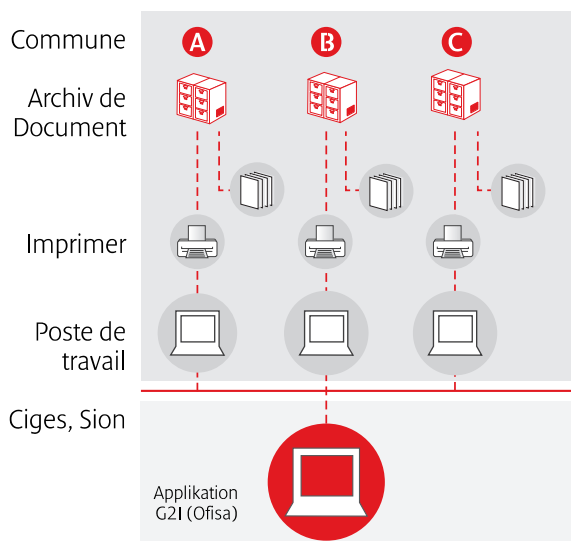 Commune
A
B
C
Archiv de
Document
Imprimer
Poste de
travail
Ciges, Sion
Applikation
G2I (Ofisa)